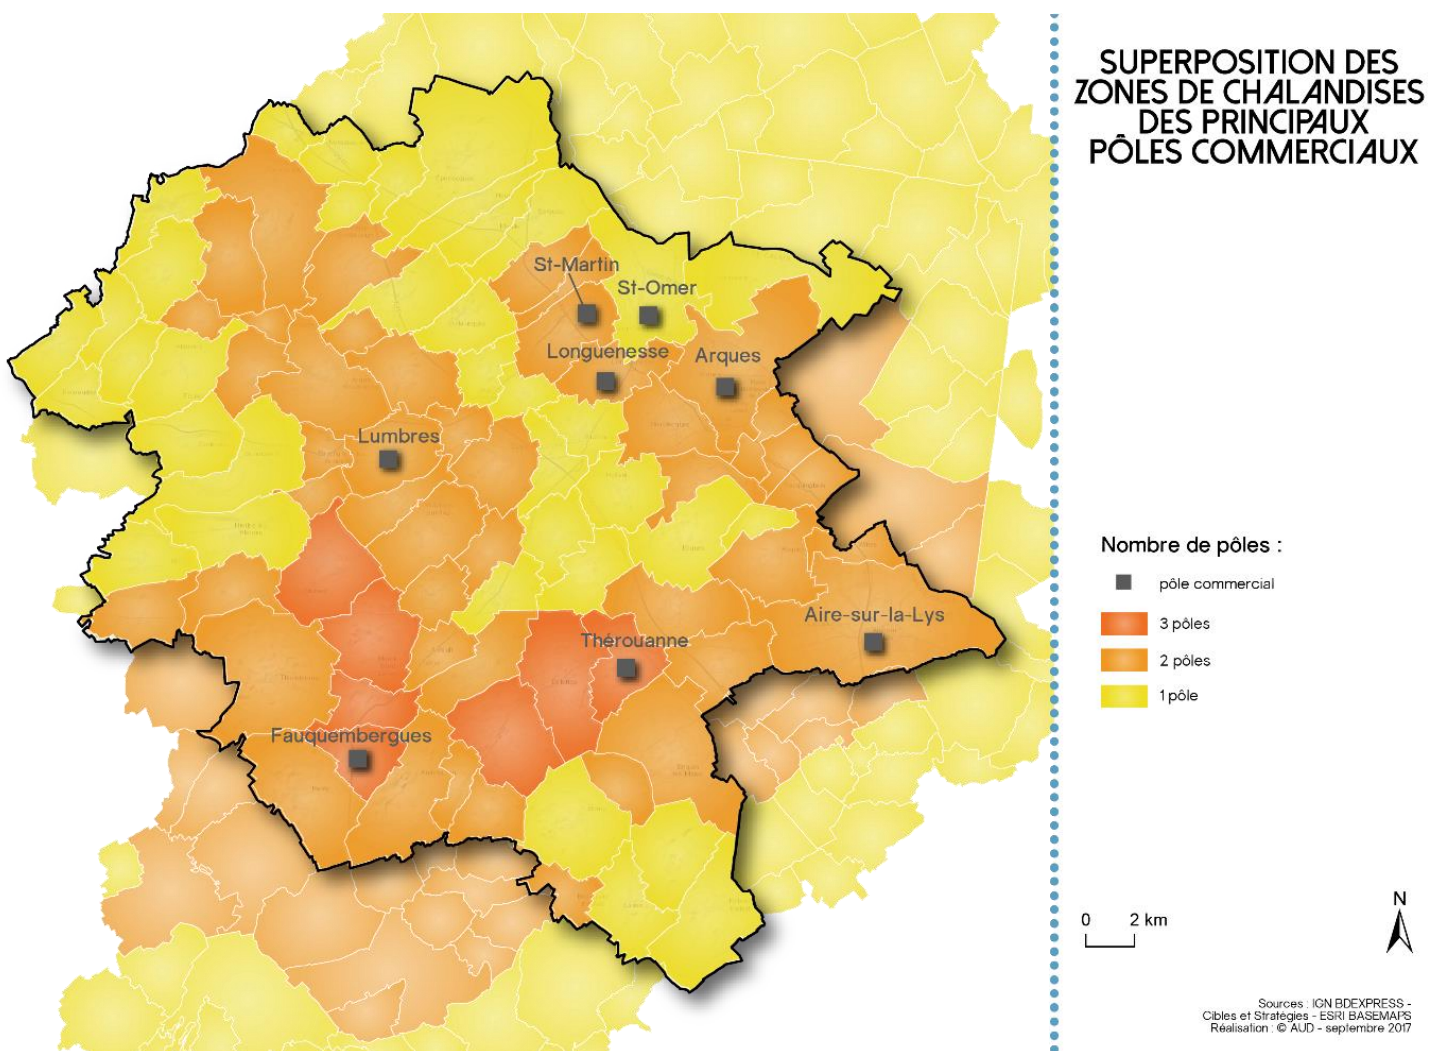 SUPERPOSITION DES
ZONES DE CHALANDISES
DES PRINCIPAUX
PÔLES COMMERCIAUX
St-Martin
St-Omer
Longuenesse
Arques
Lumbres
Aire-sur-la-Lys
Thérouanne
Fauquembergues
Nombre de pôles :
pôle commercial
3 pôles
2 pôles
1 pôle
0 2 km
N
Sources : IGN BDEXPRESS -
Cibles et Stratégies - ESRI BASEMAPS
Réalisation : © AUD - septembre 2017